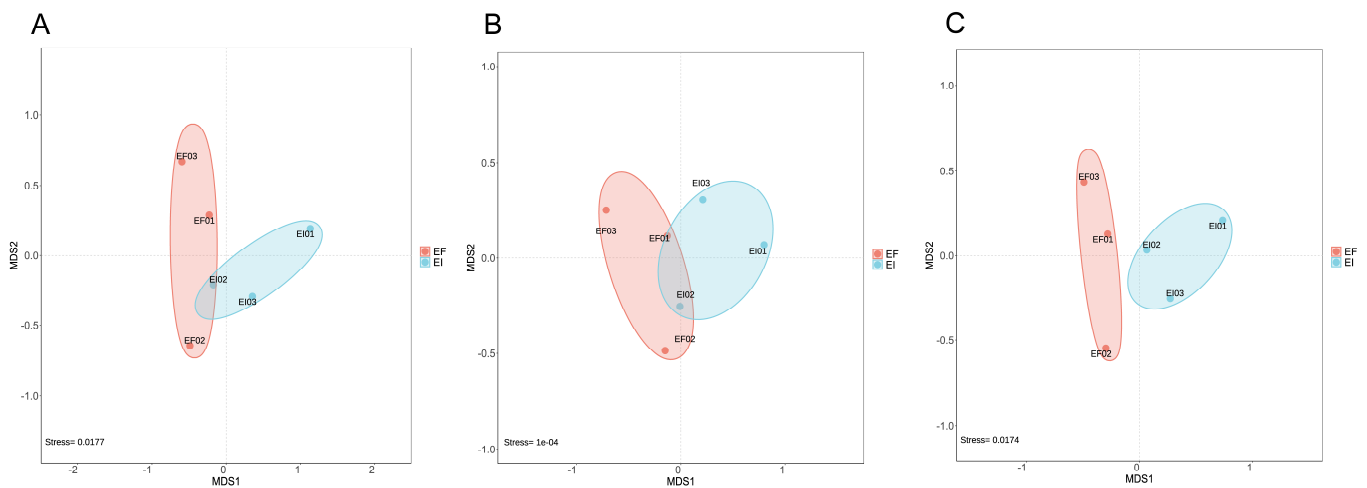 A
1.0
0.5
0.0
-0.5
-1.0
MDS2
EF03
EF01
EI01
EI02
EI03
EF02
Stress= 0.0177
-2
-1
0
1
2
MDS1
EF
EI
B
1.0
0.5
0.0
-0.5
-1.0
MDS2
EI03
EF03
EF01
EI01
EI02
EF02
Stress= 1e-04
-1
0
1
MDS1
EF
EI
C
1.0
0.5
0.0
-0.5
-1.0
MDS2
EF03
EI01
EF01
EI02
EI03
EF02
Stress= 0.0174
-1
0
1
MDS1
EF
EI